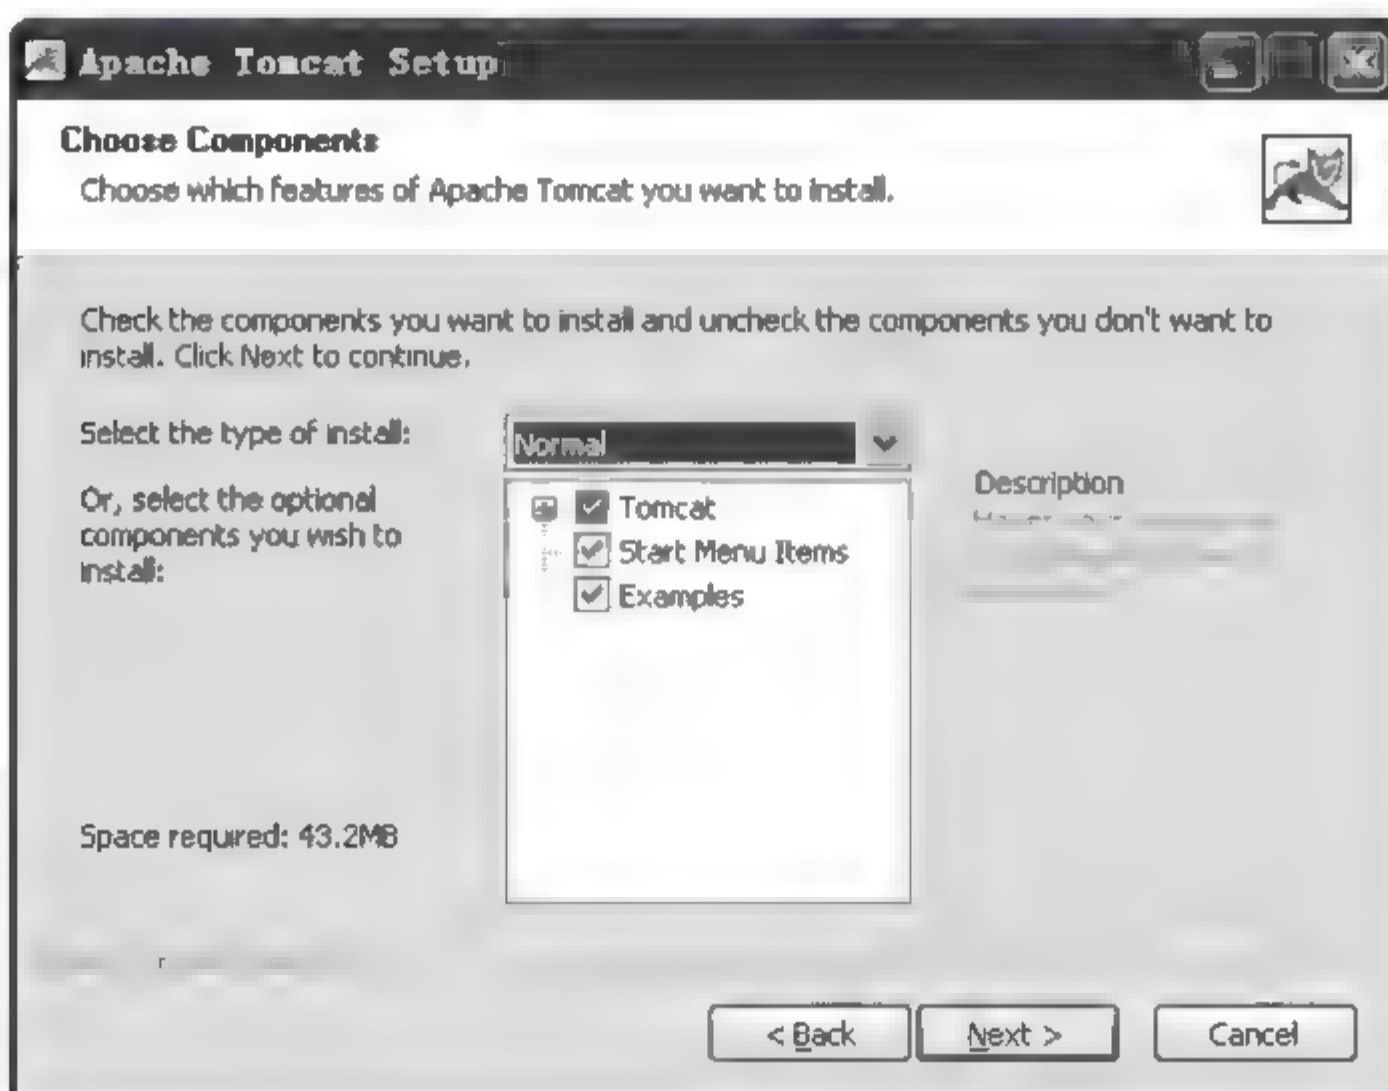 Apache Tomcat Setup
Choose Components
Choose which features of Apache Tomcat you want to install.
Check the components you want to install and uncheck the components you don't want to
install. Click Next to continue.
Select the type of install:
Normal
Or, select the optional
components you wish to
install:
Tomcat
Start Menu Items
Examples
Description
Space required: 43.2MB
< Back
Next >
Cancel